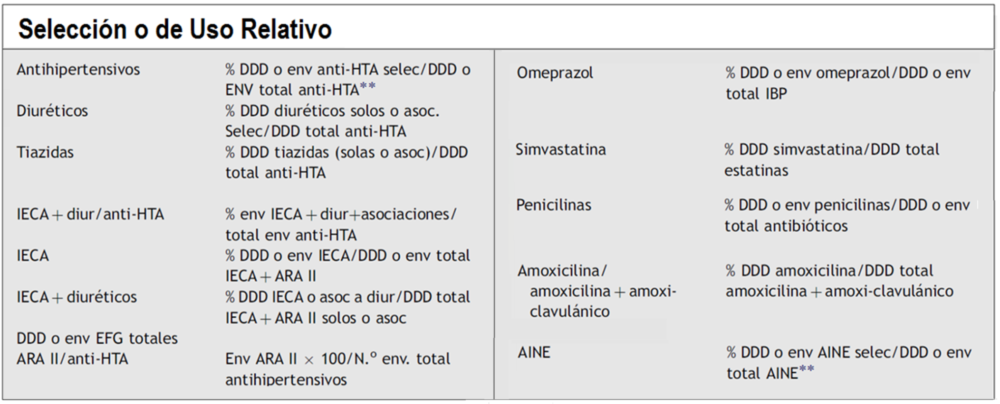 Selección o de Uso Relativo
Antihipertensivos
% DDD o env anti-HTA selec/DDD o
ENV total anti-HTA**
Diuréticos
% DDD diuréticos solos o asoc.
Selec/DDD total anti-HTA
Tiazidas
% DDD tiazidas (solas o asoc)/DDD
total anti-HTA
IECA + diur/anti-HTA
% env IECA + diur+asociaciones/
total env anti-HTA
IECA
% DDD o env IECA/DDD o env total
IECA + ARA II
IECA + diuréticos
% DDD IECA o asoc a diur/DDD total
IECA + ARA II solos o asoc
DDD o env EFG totales
ARA II/anti-HTA
Env ARA II × 100/N.º env. total
antihipertensivos
Omeprazol
% DDD o env omeprazol/DDD o env
total IBP
Simvastatina
% DDD simvastatina/DDD total
estatinas
Penicilinas
% DDD o env penicilinas/DDD o env
total antibióticos
Amoxicilina/
amoxicilina + amoxi-
clavulánico
% DDD amoxicilina/DDD total
amoxicilina + amoxi-clavulánico
AINE
% DDD o env AINE selec/DDD o env
total AINE**